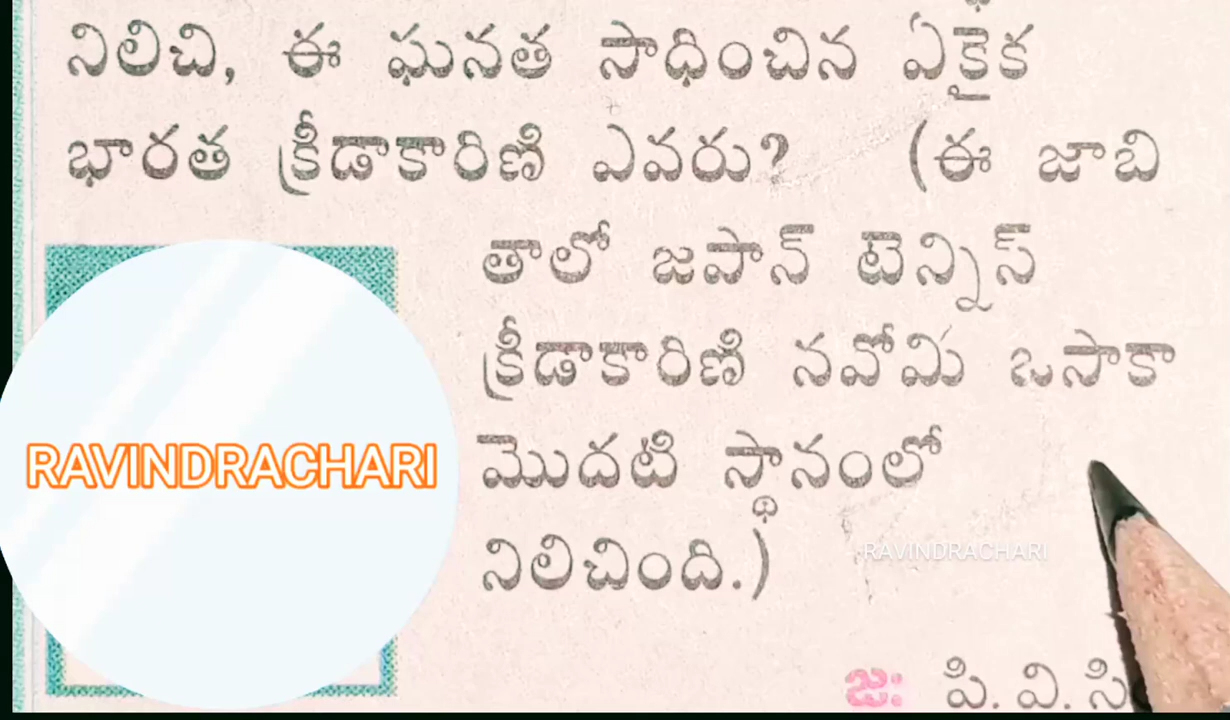 నిలిచి, ఈ ఘనత సాధించిన ఏకైక
భారత క్రీడాకారిణి ఎవరు? (ఈ జాబి
తాలో జపాన్ టెన్నిస్
క్రీడాకారిణి నవోమి ఒసాకా
మొదటి స్థానంలో
RAVINDRACHARI
నిలిచింది.)
RAVINDRACHARI
జ: పి. వి. సి